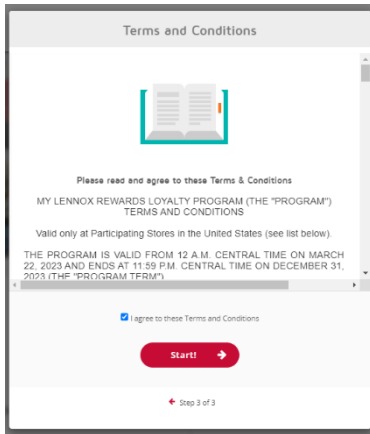 Terms and Conditions
Please read and agree to these Terms & Conditions
MY LENNOX REWARDS LOYALTY PROGRAM (THE "PROGRAM")
TERMS AND CONDITIONS
Valid only at Participating Stores in the United States (see list below).
THE PROGRAM IS VALID FROM 12 A.M. CENTRAL TIME ON MARCH
22, 2023 AND ENDS AT 11:59 P.M. CENTRAL TIME ON DECEMBER 31,
2023 (THE "PROGRAM TERM")
I agree to these Terms and Conditions
Start!
Step 3 of 3